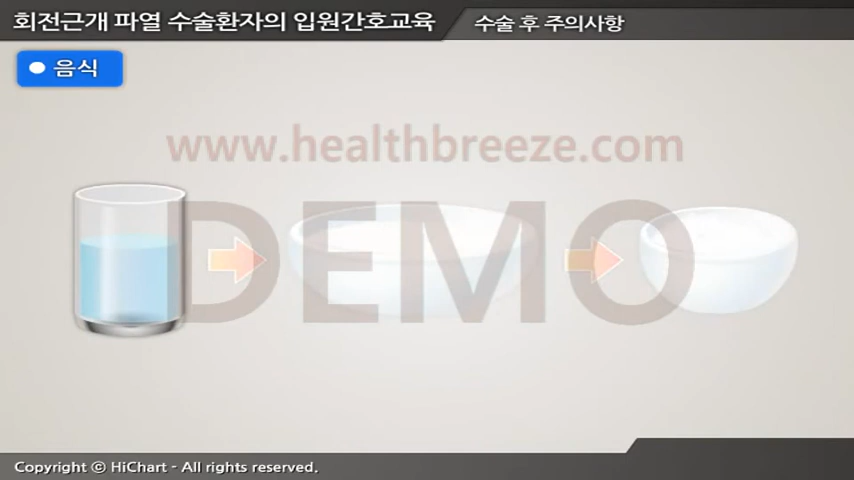 회전근개 파열 수술환자의 입원간호교육 수술 후 주의사항
● 음식
www.healthbreeze.com
DEMO
Copyright ⓒ HiChart - All rights reserved.